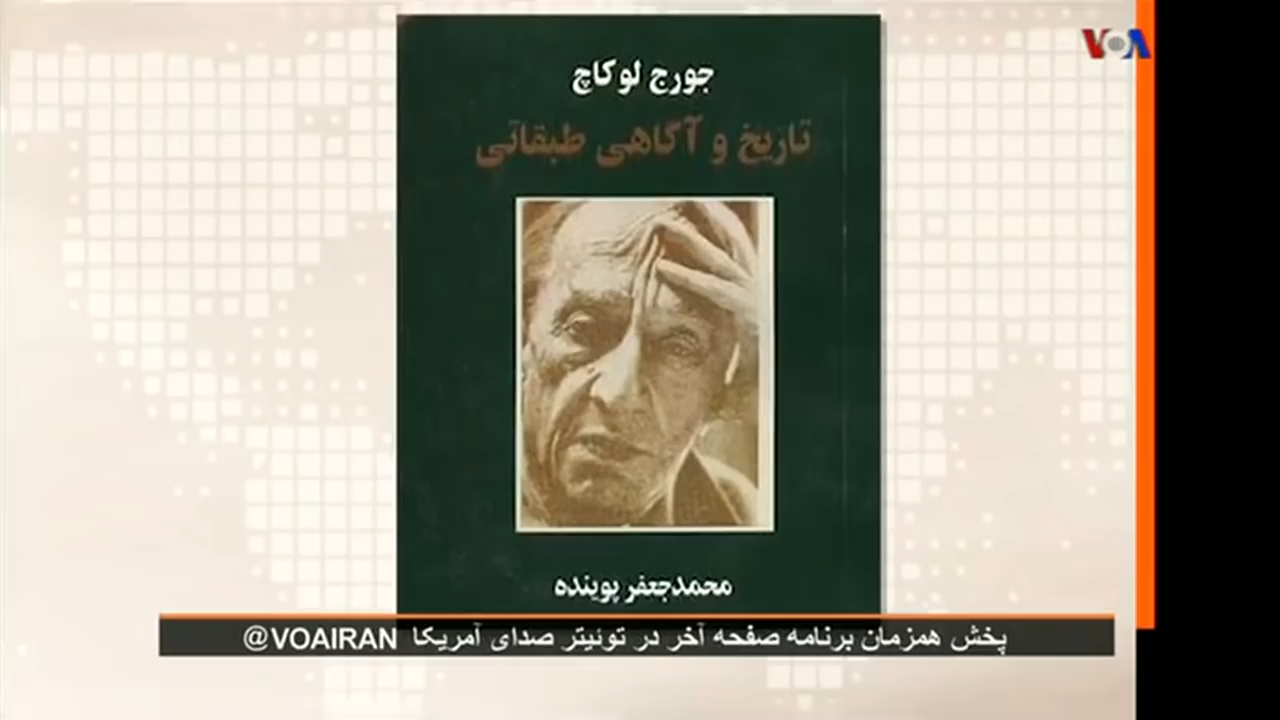 VOA
جورج لوکاچ
تاریخ و آگاهی طبقاتی
محمدجعفر پوینده
پخش همزمان برنامه صفحه آخر در توئیتر صدای آمریکا @VOAIRAN